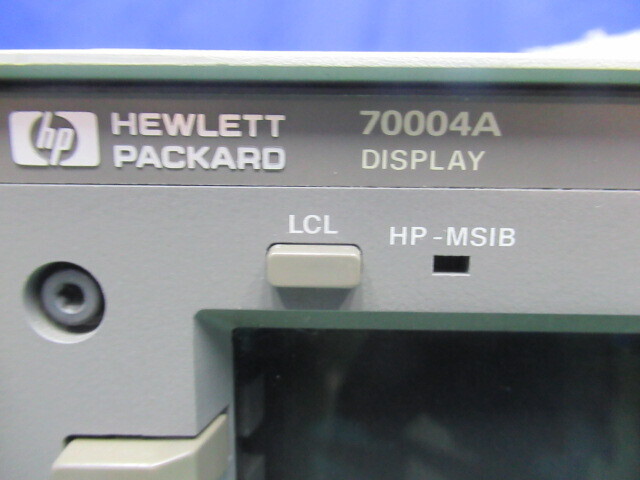 hp HEWLETT PACKARD
70004A
DISPLAY
LCL
HP-MSIB